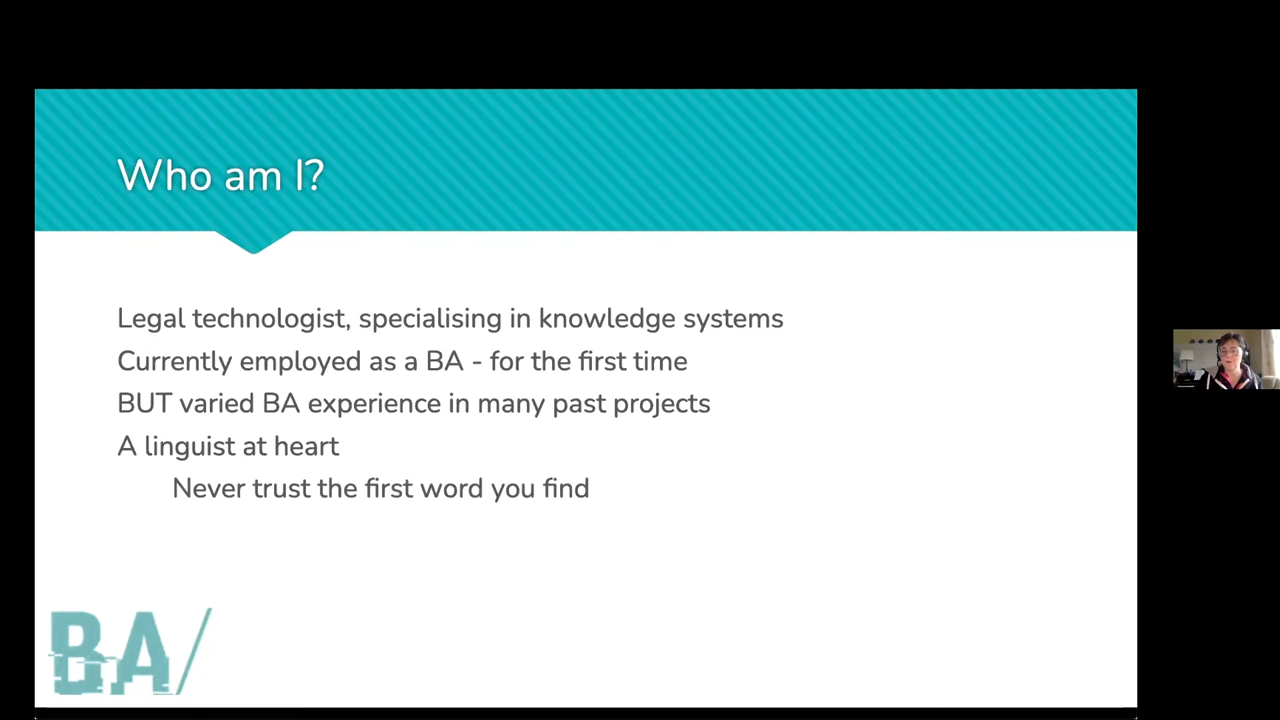 Who am I?
Legal technologist, specialising in knowledge systems
Currently employed as a BA - for the first time
BUT varied BA experience in many past projects
A linguist at heart
Never trust the first word you find
BA/